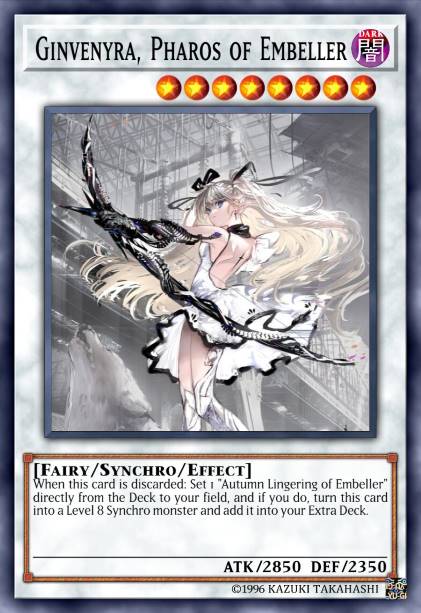 GINVENYRA, PHAROS OF EMBELLER
DARK
闇
[FAIRY/SYNCHRO/EFFECT]
When this card is discarded: Set 1 "Autumn Lingering of Embeller"
directly from the Deck to your field, and if you do, turn this card
into a Level 8 Synchro monster and add it into your Extra Deck.
ATK/2850 DEF/2350
©1996 KAZUKI TAKAHASHI